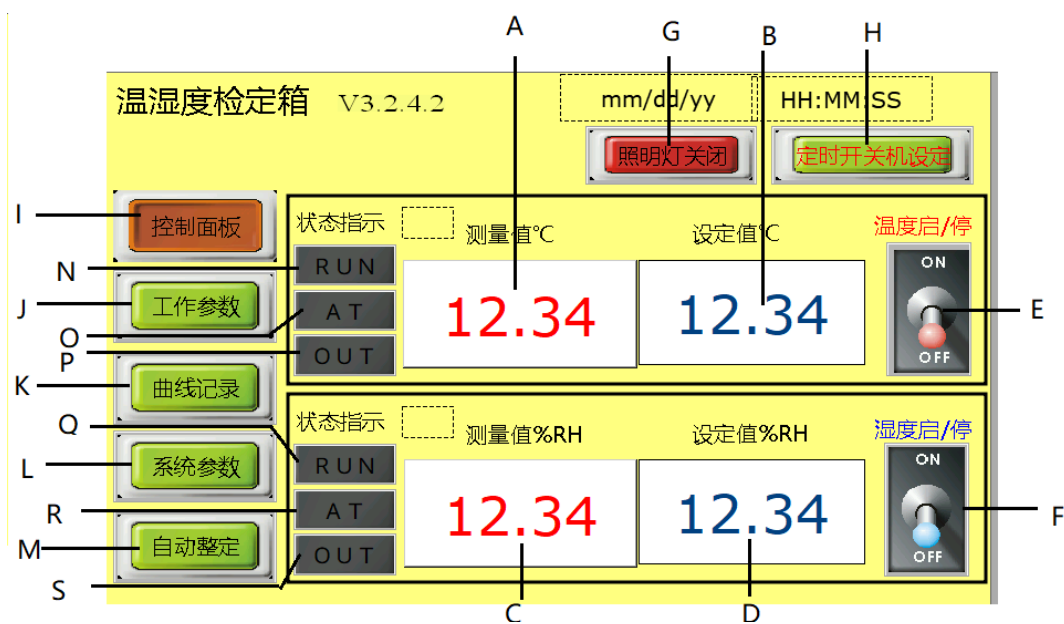 A
G
B
H
温湿度检定箱 V3.2.4.2
mm/dd/yy
HH:MM:SS
照明灯关闭
定时开关机设定
I
控制面板
状态指示
测量值℃
设定值℃
温度启/停
N
RUN
ON
J
工作参数
O
AT
12.34
12.34
E
P
OUT
OFF
K
曲线记录
Q
状态指示
测量值%RH
设定值%RH
湿度启/停
L
系统参数
RUN
ON
R
AT
12.34
12.34
F
M
自动整定
OUT
OFF
S
C
D